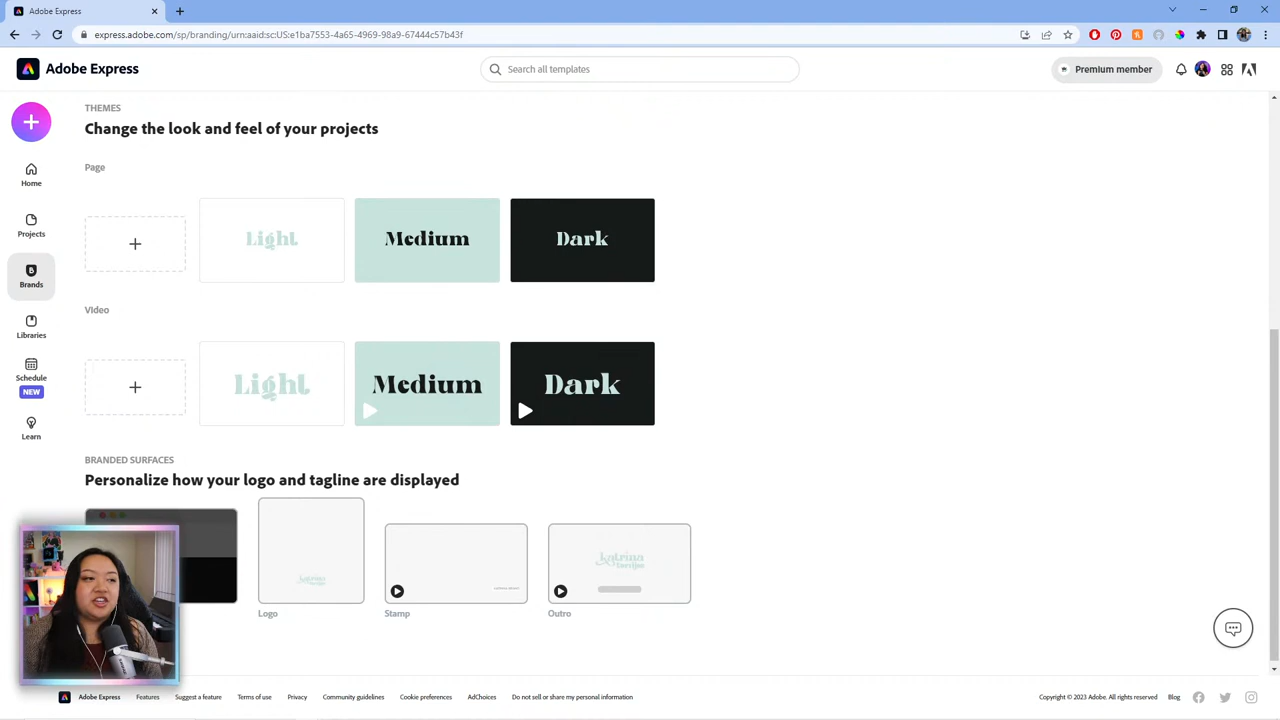 Adobe Express
express.adobe.com/sp/branding/urn:aaid:sc:US:e1ba7553-4a65-4969-98a9-67444c57b43f
Adobe Express
Search all templates
Premium member
THEMES
Change the look and feel of your projects
Home
Page
Light
Medium
Dark
Projects
Brands
Video
Libraries
Light
Medium
Dark
Schedule
NEW
Learn
BRANDED SURFACES
Personalize how your logo and tagline are displayed
katrina
Logo
Stamp
Outro
Adobe Express
Features
Suggest a feature
Terms of use
Privacy
Community guidelines
Cookie preferences
AdChoices
Do not sell or share my personal information
Copyright © 2023 Adobe. All rights reserved
Blog